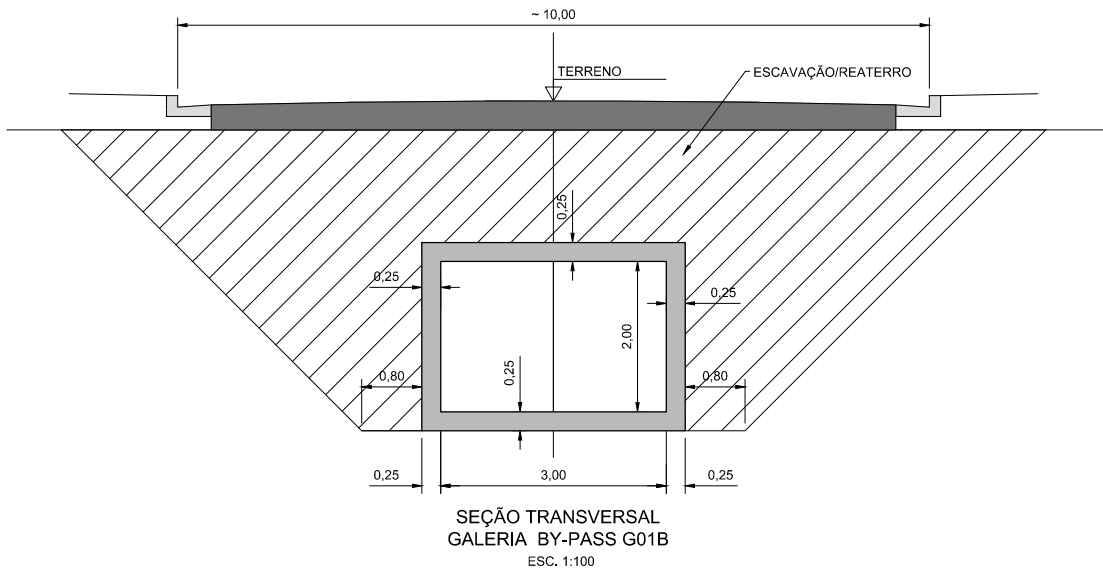 ~ 10,00
TERRENO
ESCAVAÇÃO/REATERRO
0,25
0,25
0,25
2,00
0,25
0,80
0,80
0,25
3,00
0,25
SEÇÃO TRANSVERSAL
GALERIA BY-PASS G01B
ESC. 1:100